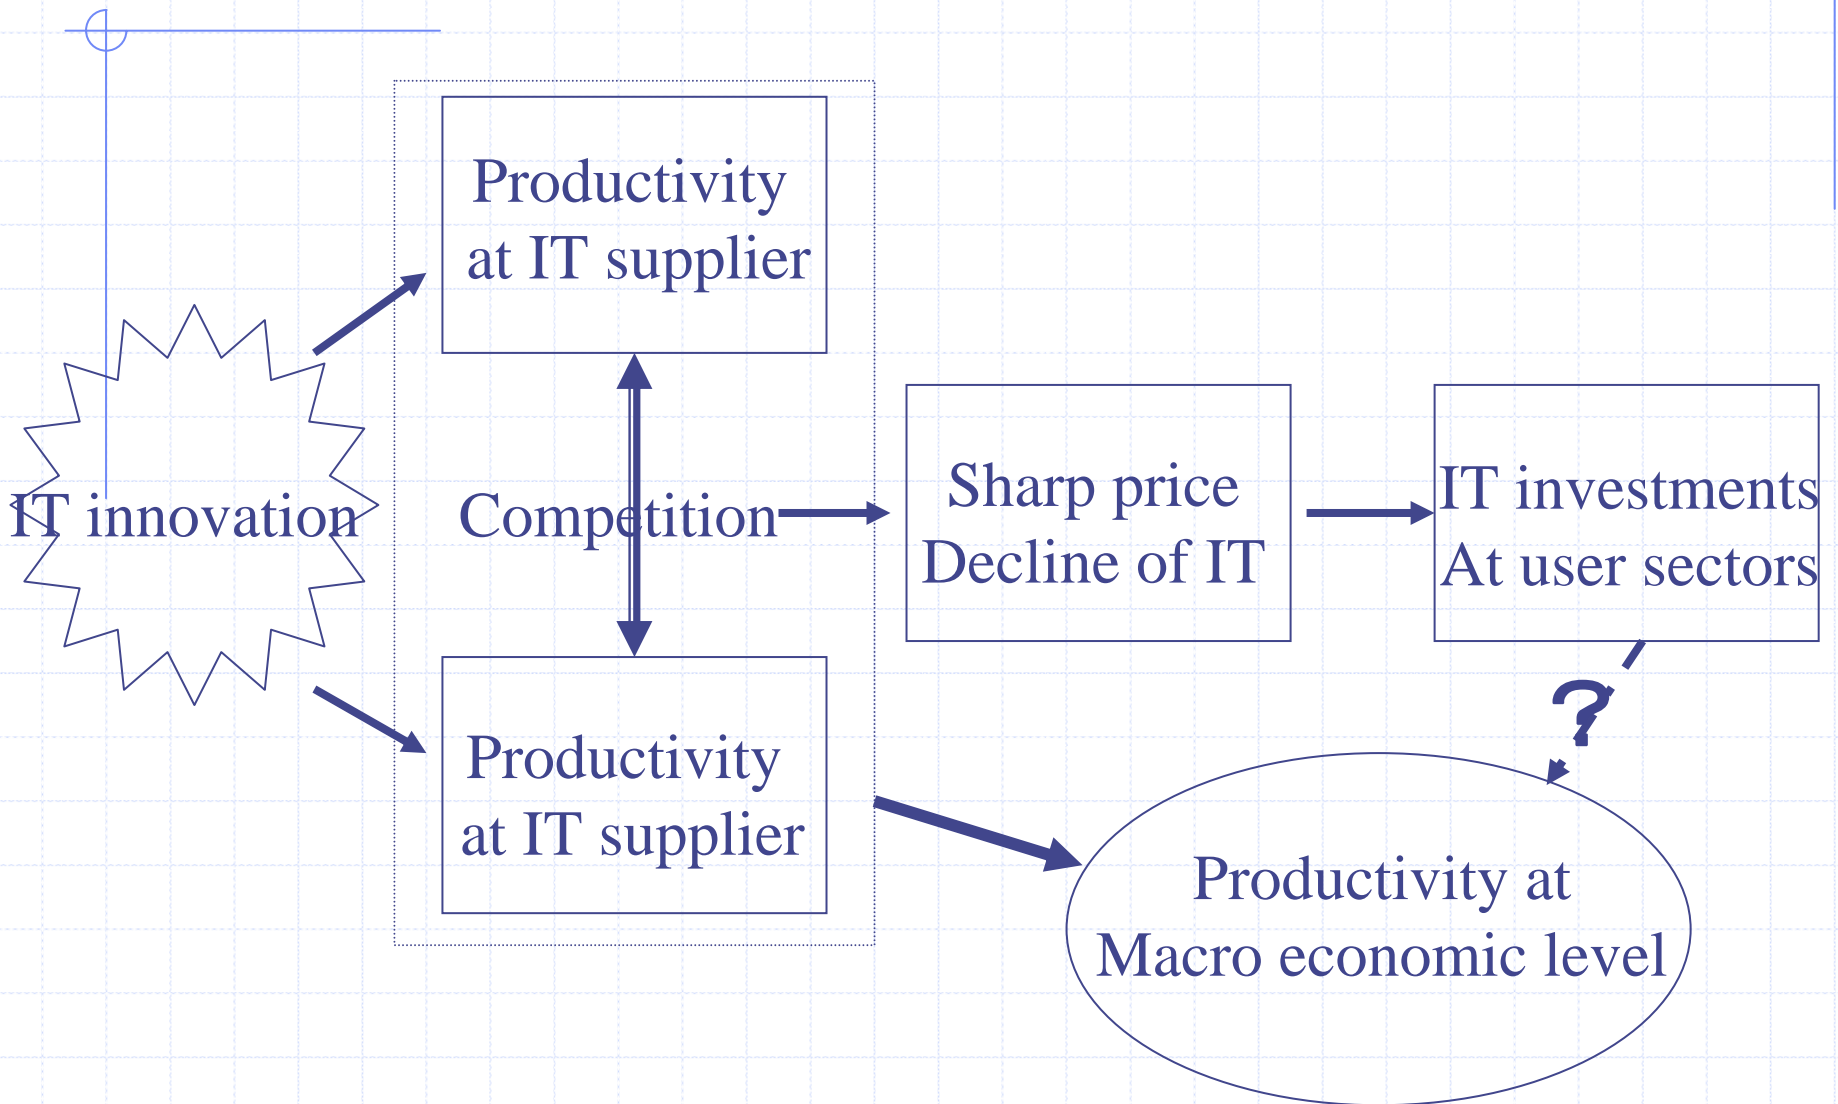 Productivity
at IT supplier
IT innovation
Competition
Sharp price
Decline of IT
IT investments
At user sectors
?
Productivity
at IT supplier
Productivity at
Macro economic level